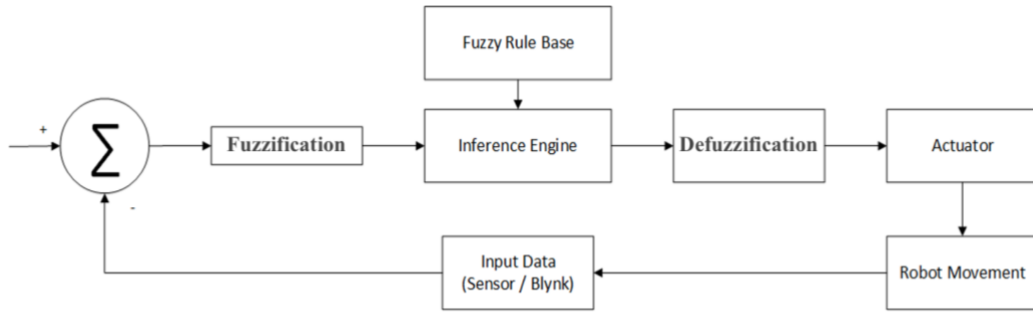 Fuzzy Rule Base
+
∑
Fuzzification
Inference Engine
Defuzzification
Actuator
-
Input Data
(Sensor / Blynk)
Robot Movement